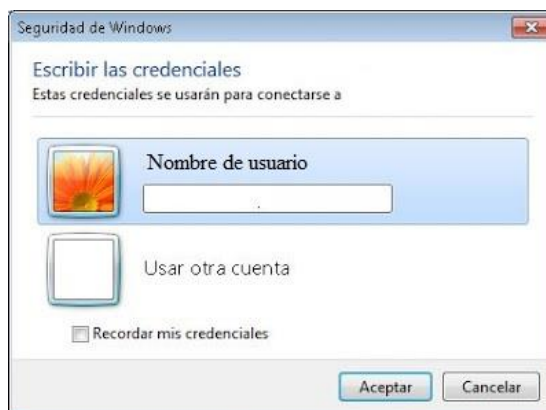 Seguridad de Windows
Escribir las credenciales
Estas credenciales se usarán para conectarse a
Nombre de usuario
Usar otra cuenta
Recordar mis credenciales
Aceptar Cancelar